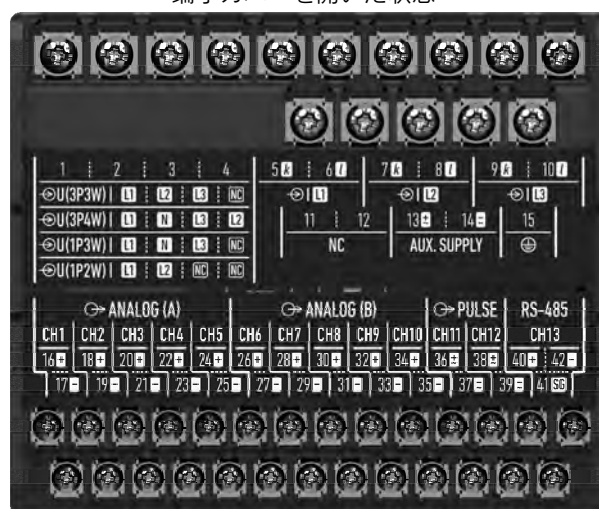 端子カバーを開いた状態
1 2 3 4 5 k 6 l 7 k 8 l 9 k 10 l
U(3P3W) L1 L2 L3 NC I L1 I L2 I L3
U(3P4W) L1 N L3 L2 11 12 13 ± 14 = 15
U(1P3W) L1 N L3 NC NC AUX. SUPPLY
U(1P2W) L1 L2 NC NC
ANALOG (A) ANALOG (B) PULSE RS-485
CH1 CH2 CH3 CH4 CH5 CH6 CH7 CH8 CH9 CH10 CH11 CH12 CH13
16+ 18+ 20+ 22+ 24+ 26+ 28+ 30+ 32+ 34+ 36± 38± 40+ 42-
17- 19- 21- 23- 25- 27- 29- 31- 33- 35- 37= 39= 41 SG